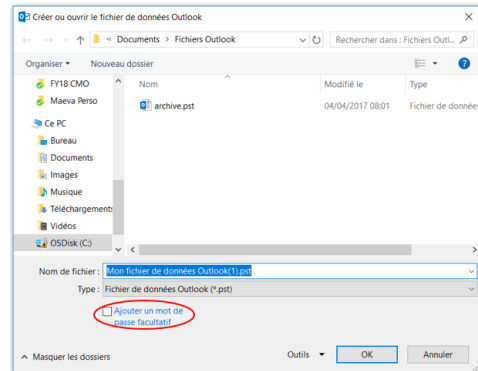 Créer ou ouvrir le fichier de données Outlook
« Documents > Fichiers Outlook
Rechercher dans : Fichiers Outl...
Organiser
Nouveau dossier
FY18 CMO
Maeva Perso
Ce PC
Bureau
Documents
Images
Musique
Téléchargements
Vidéos
OSDisk (C:)
Nom
Modifié le
Type
archive.pst
04/04/2017 08:01
Fichier de données
Nom de fichier : Mon fichier de données Outlook(1).pst
Type : Fichier de données Outlook (*.pst)
Ajouter un mot de
passe facultatif
Masquer les dossiers
Outils
OK
Annuler